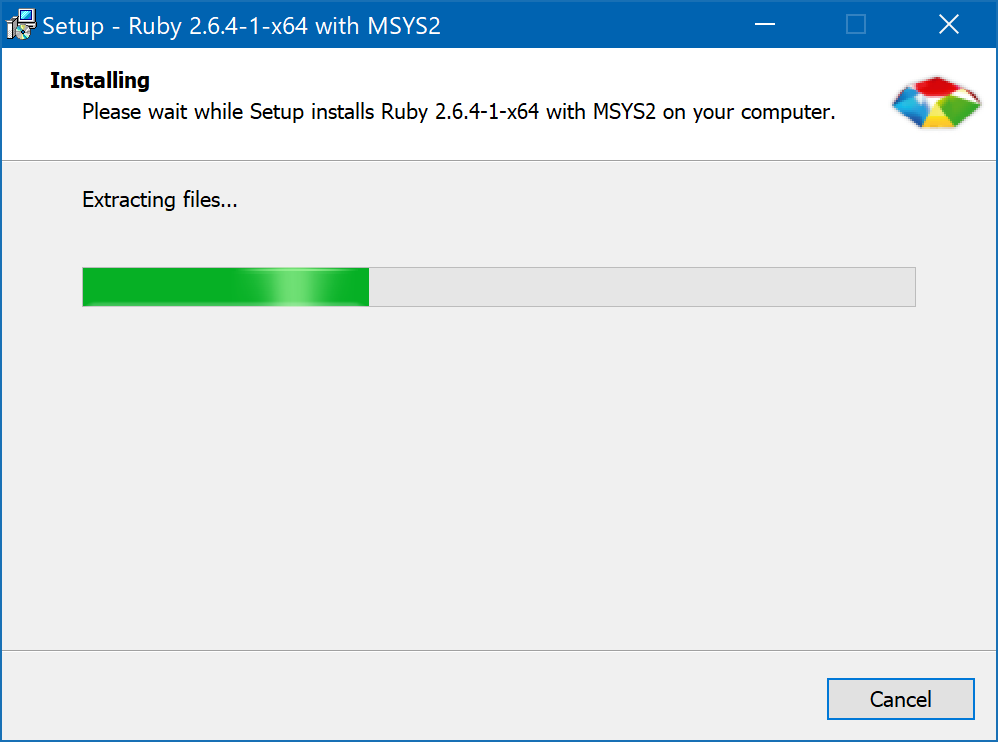 Setup - Ruby 2.6.4-1-x64 with MSYS2
Installing
Please wait while Setup installs Ruby 2.6.4-1-x64 with MSYS2 on your computer.
Extracting files...
Cancel